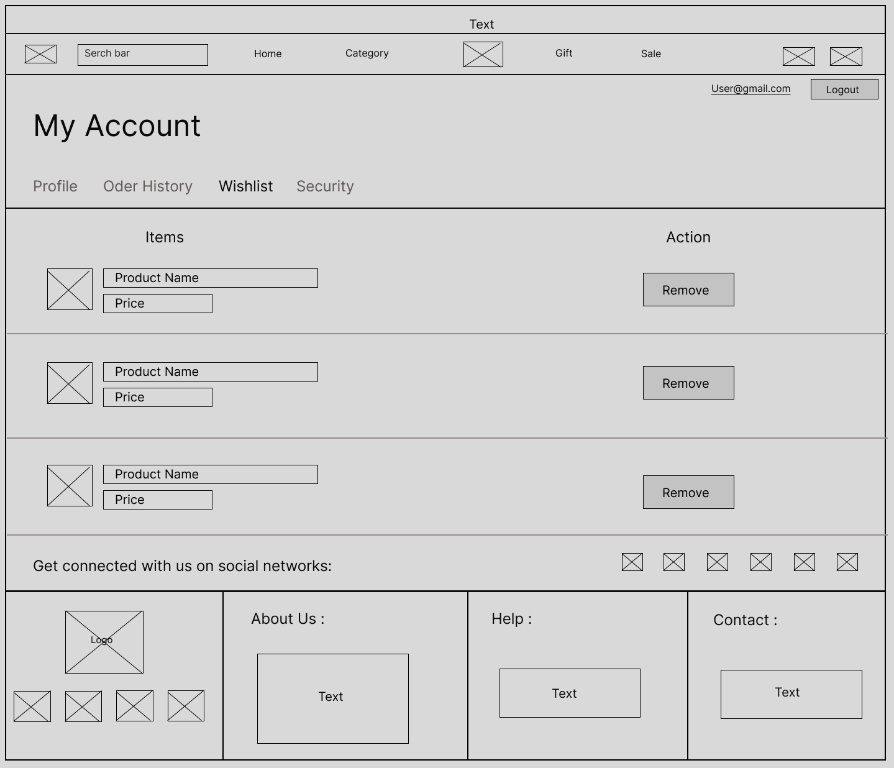 Text
Serch bar
Home
Category
Gift
Sale
User@gmail.com
Logout
My Account
Profile
Oder History
Wishlist
Security
Items
Action
Product Name
Price
Remove
Product Name
Price
Remove
Product Name
Price
Remove
Get connected with us on social networks:
Logo
About Us :
Text
Help :
Text
Contact :
Text